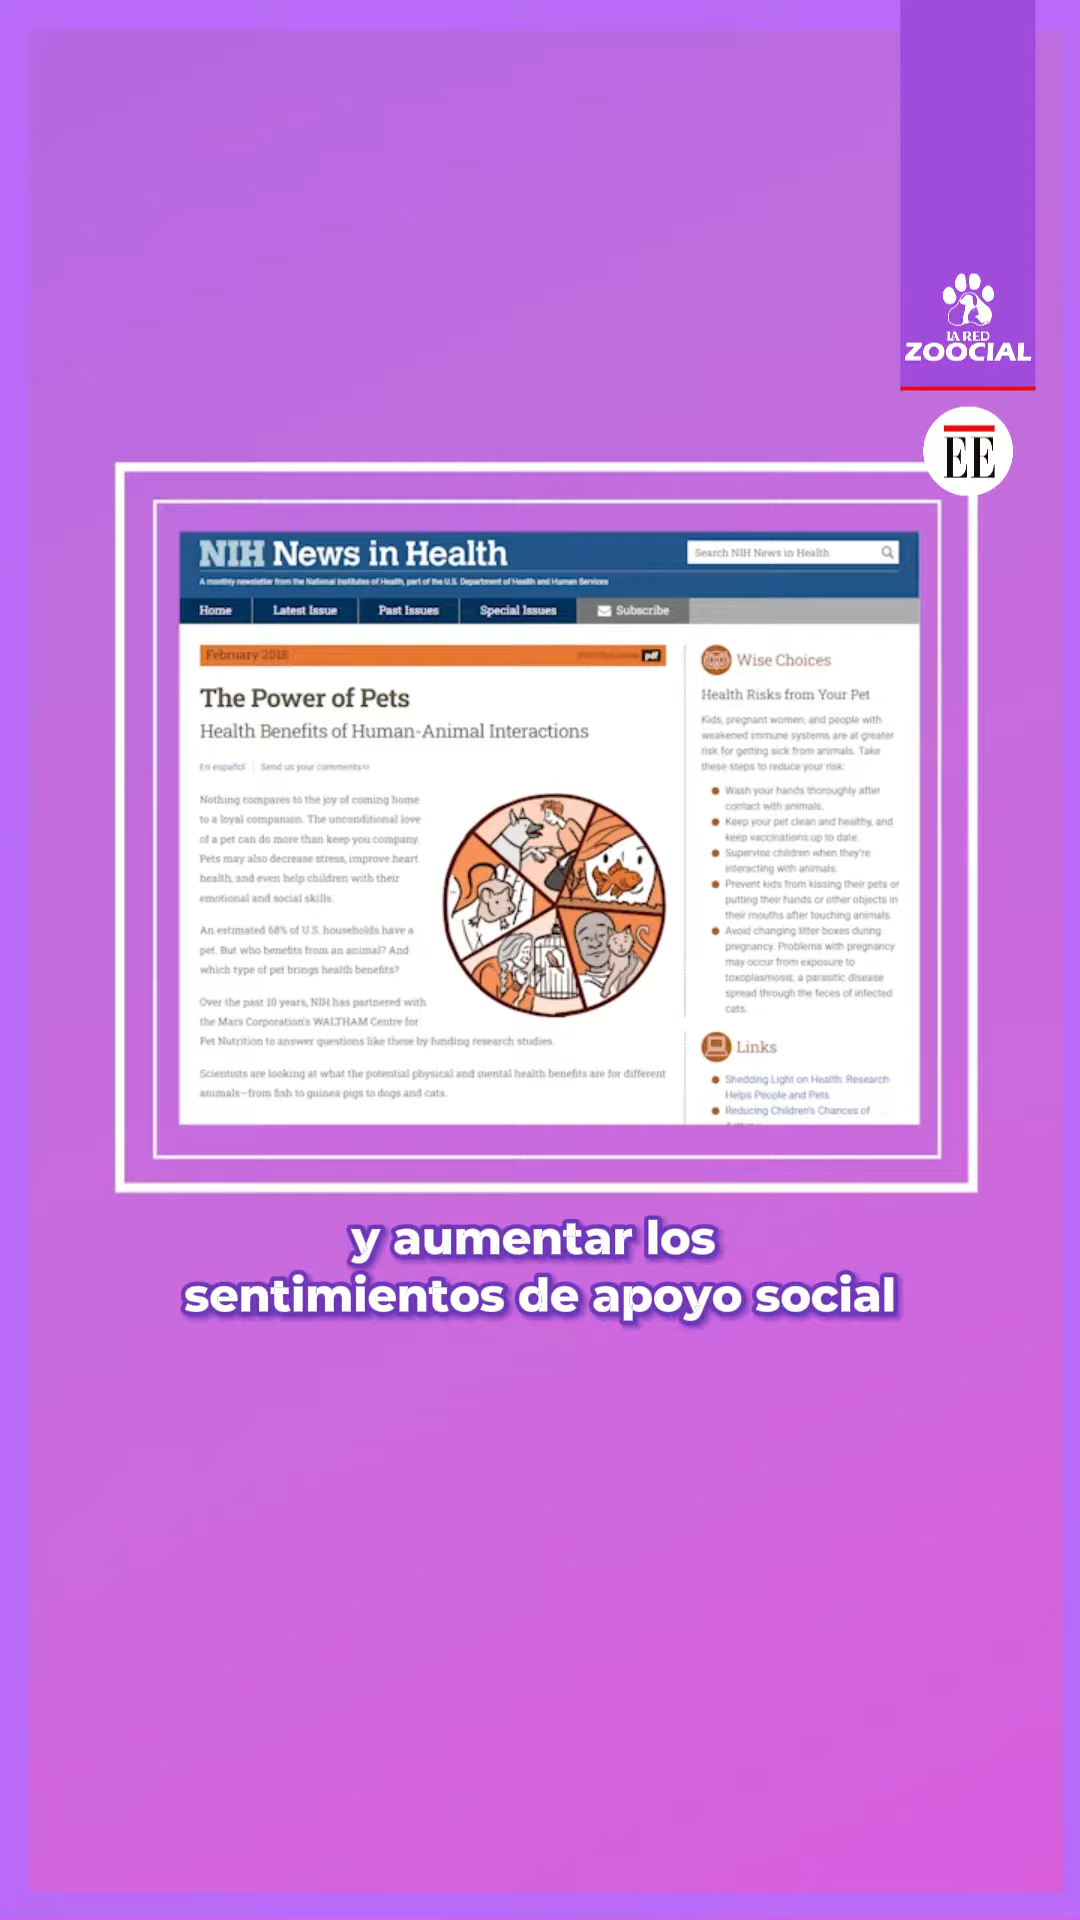 LA RED
ZOOCIAL
EE
NIH News in Health
Search NIH News in Health
A monthly newsletter from the National Institutes of Health, part of the U.S. Department of Health and Human Services
Home
Latest Issue
Past Issues
Special Issues
Subscribe
February 2018
pdf
The Power of Pets
Health Benefits of Human-Animal Interactions
En español
Send us your comments
Nothing compares to the joy of coming home
to a loyal companion. The unconditional love
of a pet can do more than keep you company.
Pets may also decrease stress, improve heart
health, and even help children with their
emotional and social skills.
An estimated 68% of U.S. households have a
pet. But who benefits from an animal? And
which type of pet brings health benefits?
Over the past 10 years, NIH has partnered with
the Mars Corporation's WALTHAM Centre for
Pet Nutrition to answer questions like these by funding research studies.
Scientists are looking at what the potential physical and mental health benefits are for different
animals—from fish to guinea pigs to dogs and cats.
Wise Choices
Health Risks from Your Pet
Kids, pregnant women, and people with
weakened immune systems are at greater
risk for getting sick from animals. Take
these steps to reduce your risk:
Wash your hands thoroughly after
contact with animals.
Keep your pet clean and healthy, and
keep vaccinations up to date.
Supervise children when they're
interacting with animals.
Prevent kids from kissing their pets or
putting their hands or other objects in
their mouths after touching animals.
Avoid changing litter boxes during
pregnancy. Problems with pregnancy
may occur from exposure to
toxoplasmosis, a parasitic disease
spread through the feces of infected
cats.
Links
Shedding Light on Health: Research
Helps People and Pets
Reducing Children's Chances of
y aumentar los
sentimientos de apoyo social